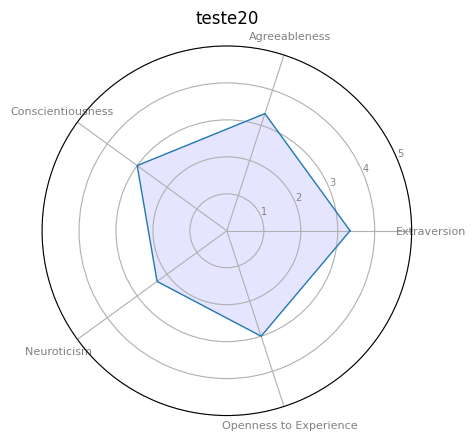 teste20
Agreeableness
Conscientiousness
5
4
3
2
1
Extraversion
Neuroticism
Openness to Experience